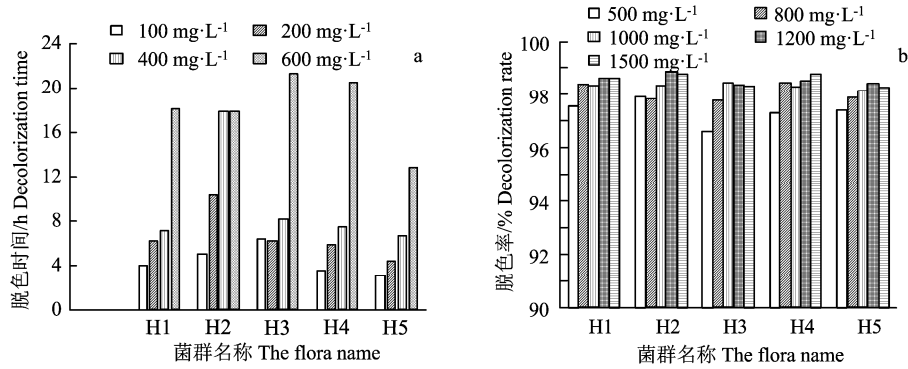 100 mg·L-1
200 mg·L-1
400 mg·L-1
600 mg·L-1
a
脱色时间/h Decolorization time
24
20
16
12
8
4
0
H1
H2
H3
H4
H5
菌群名称 The flora name
500 mg·L-1
800 mg·L-1
1000 mg·L-1
1200 mg·L-1
1500 mg·L-1
b
脱色率/% Decolorization rate
100
98
96
94
92
90
H1
H2
H3
H4
H5
菌群名称 The flora name